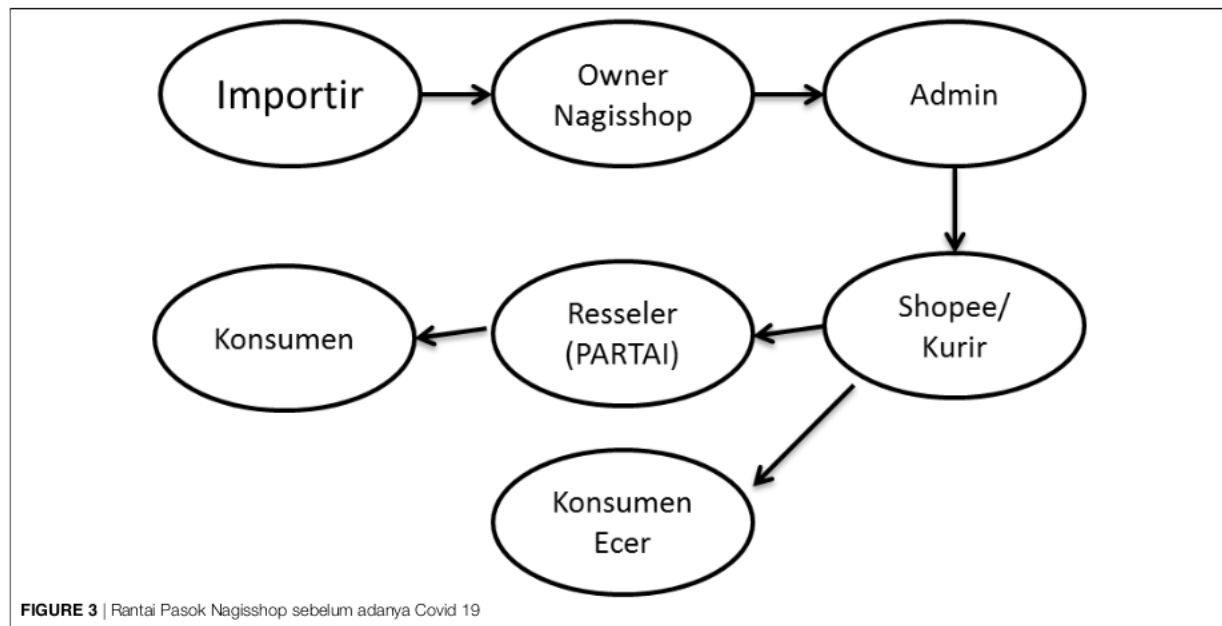 Importir
Owner
Nagisshop
Admin
Konsumen
Resseler
(PARTAI)
Shopee/
Kurir
Konsumen
Ecer
FIGURE 3 | Rantai Pasok Nagisshop sebelum adanya Covid 19